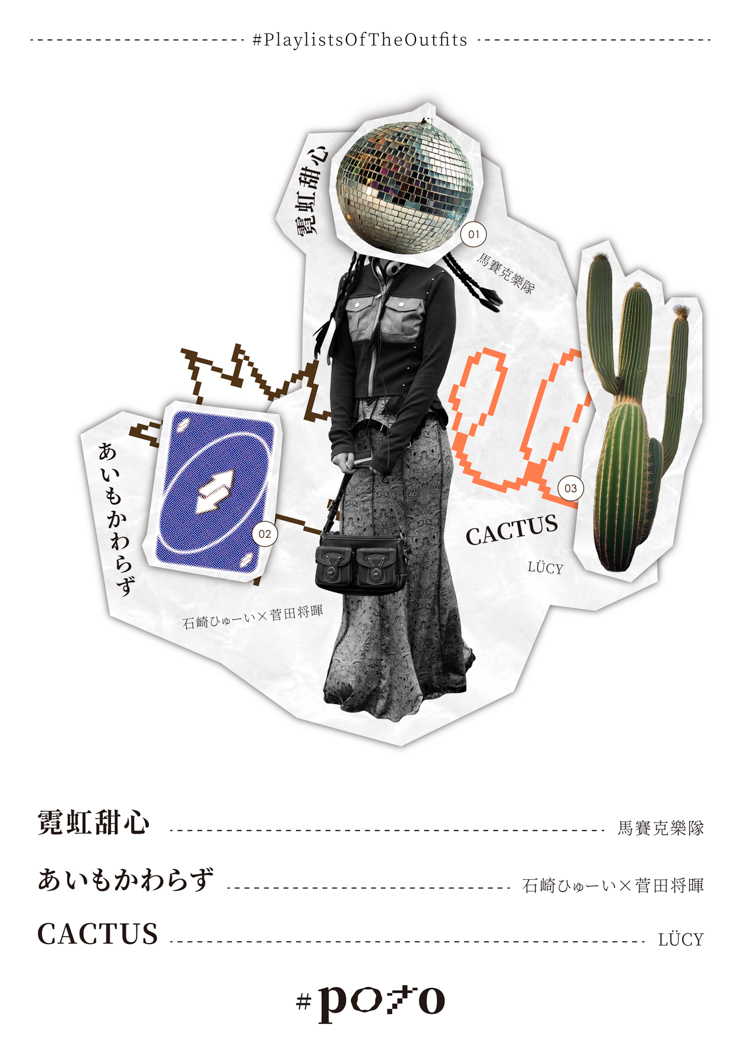 #PlaylistsOfTheOutfits
霓虹甜心
01
馬賽克樂隊
あいもかわらず
02
石崎ひゅーい×菅田将暉
03
CACTUS
LÜCY
霓虹甜心 馬賽克樂隊
あいもかわらず 石崎ひゅーい×菅田将暉
CACTUS LÜCY
#poto